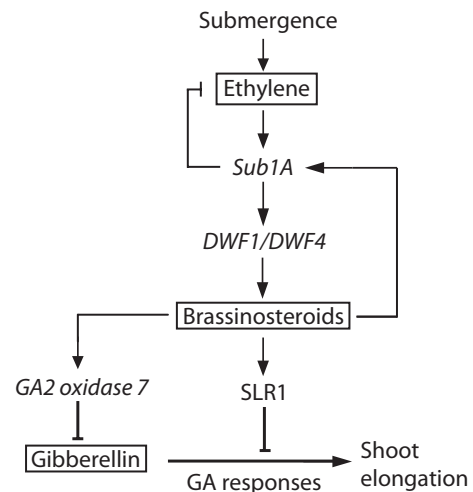 Submergence
Ethylene
Sub1A
DWF1/DWF4
Brassinosteroids
GA2 oxidase 7
SLR1
Gibberellin
GA responses
Shoot
elongation